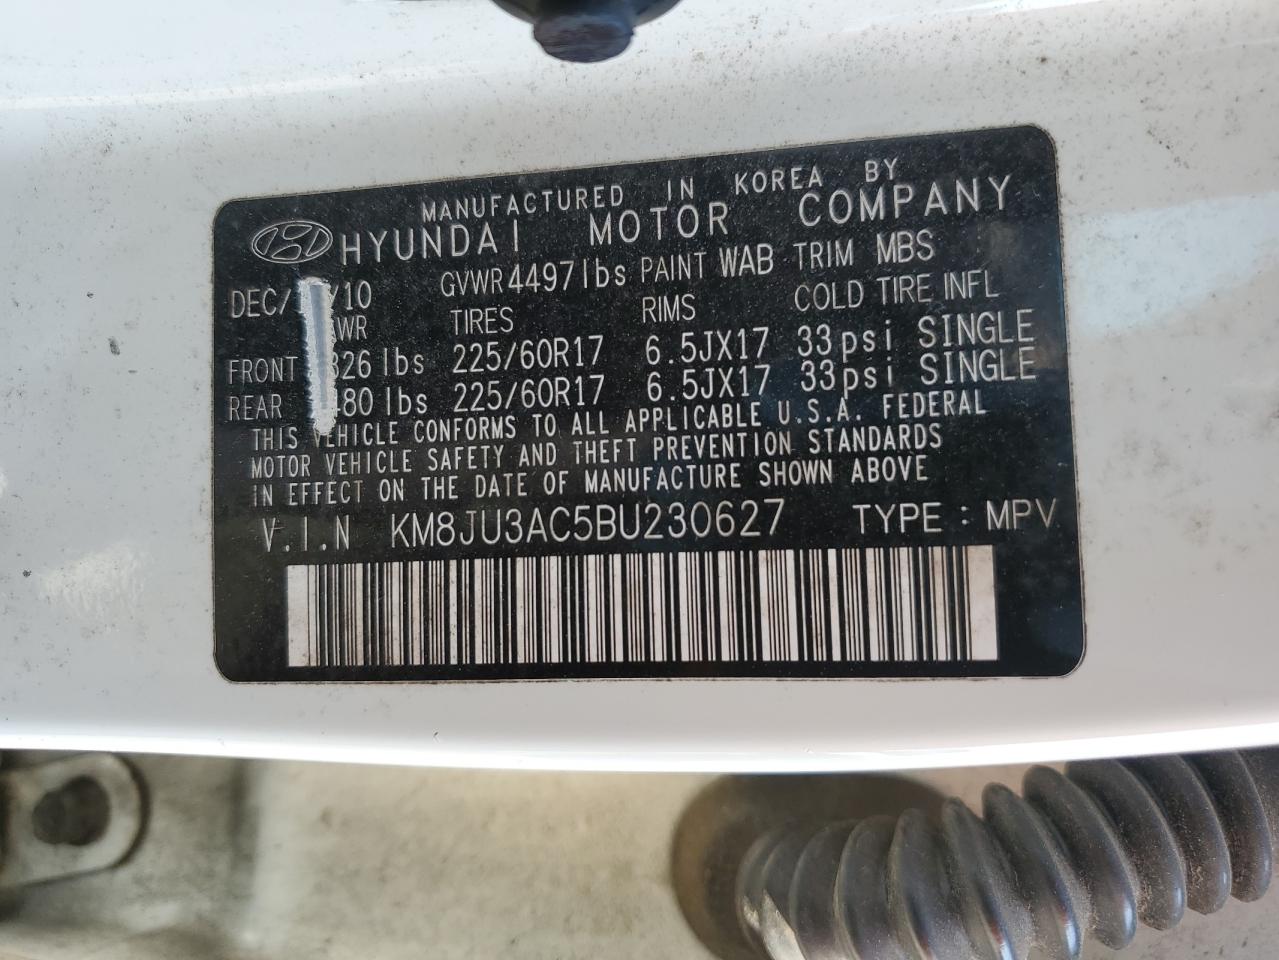 MANUFACTURED IN KOREA BY
HYUNDAI MOTOR COMPANY
DEC/ /10 GVWR 4497lbs PAINT WAB TRIM MBS
WR TIRES RIMS COLD TIRE INFL
FRONT 326 lbs 225/60R17 6.5JX17 33psi SINGLE
REAR 480 lbs 225/60R17 6.5JX17 33psi SINGLE
THIS VEHICLE CONFORMS TO ALL APPLICABLE U.S.A. FEDERAL
MOTOR VEHICLE SAFETY AND THEFT PREVENTION STANDARDS
IN EFFECT ON THE DATE OF MANUFACTURE SHOWN ABOVE
V.I.N KM8JU3AC5BU230627 TYPE : MPV